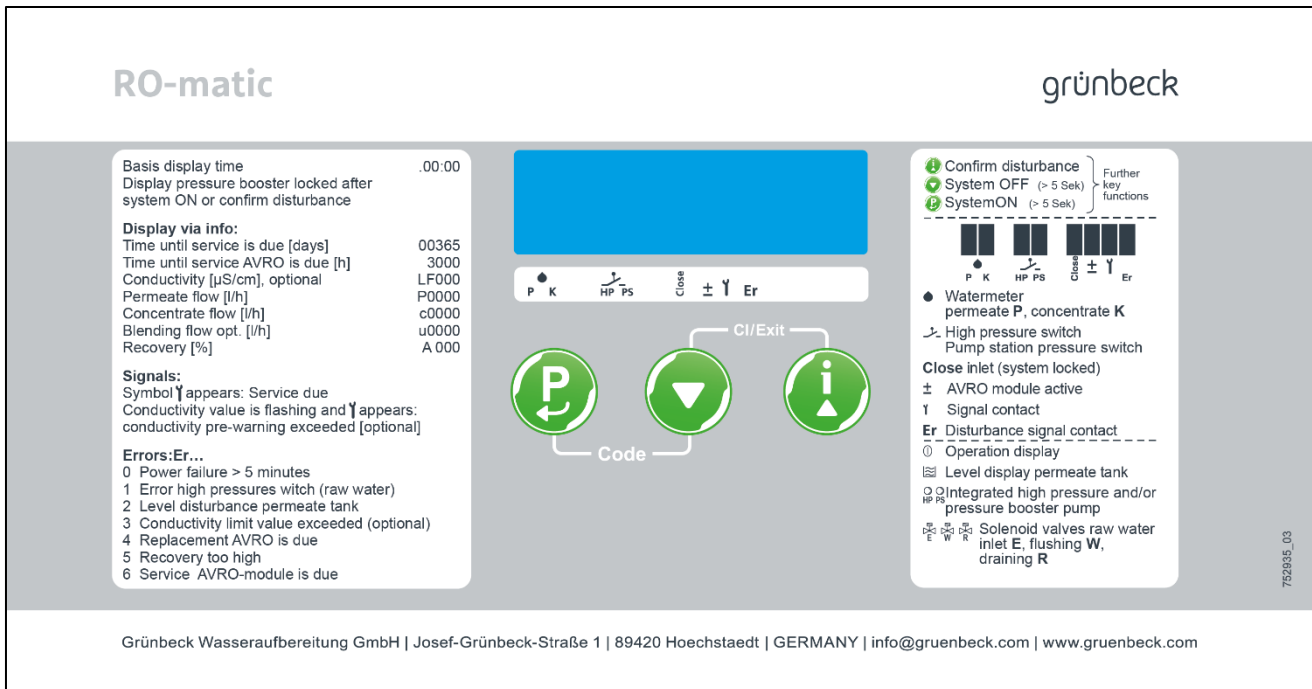 RO-matic
grünbeck
Basis display time .00:00
Display pressure booster locked after
system ON or confirm disturbance
Display via info:
Time until service is due [days] 00365
Time until service AVRO is due [h] 3000
Conductivity [µS/cm], optional LF000
Permeate flow [l/h] P0000
Concentrate flow [l/h] c0000
Blending flow opt. [l/h] u0000
Recovery [%] A 000
Signals:
Symbol appears: Service due
Conductivity value is flashing and appears:
conductivity pre-warning exceeded [optional]
Errors:Er…
0 Power failure > 5 minutes
1 Error high pressures witch (raw water)
2 Level disturbance permeate tank
3 Conductivity limit value exceeded (optional)
4 Replacement AVRO is due
5 Recovery too high
6 Service AVRO-module is due
P K HP PS Close ± Er
CI/Exit
P i
Code
i Confirm disturbance
System OFF (> 5 Sek)
P SystemON (> 5 Sek)
Further
key
functions
P K HP PS Close ± Er
Watermeter
permeate P, concentrate K
High pressure switch
Pump station pressure switch
Close inlet (system locked)
± AVRO module active
Signal contact
Er Disturbance signal contact
Operation display
Level display permeate tank
HP PS Integrated high pressure and/or
pressure booster pump
E W R Solenoid valves raw water
inlet E, flushing W,
draining R
752935_03
Grünbeck Wasseraufbereitung GmbH | Josef-Grünbeck-Straße 1 | 89420 Hoechstaedt | GERMANY | info@gruenbeck.com | www.gruenbeck.com